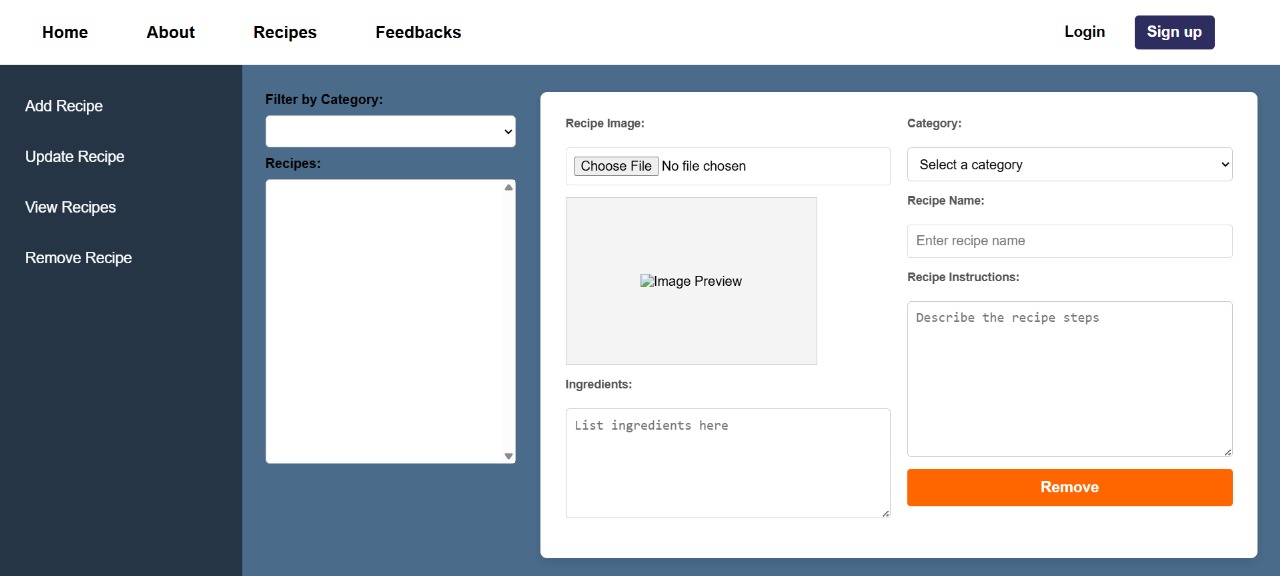 Home About Recipes Feedbacks Login Sign up
Add Recipe
Update Recipe
View Recipes
Remove Recipe
Filter by Category:
Recipes:
Recipe Image:
Choose File No file chosen
Image Preview
Ingredients:
List ingredients here
Category:
Select a category
Recipe Name:
Enter recipe name
Recipe Instructions:
Describe the recipe steps
Remove